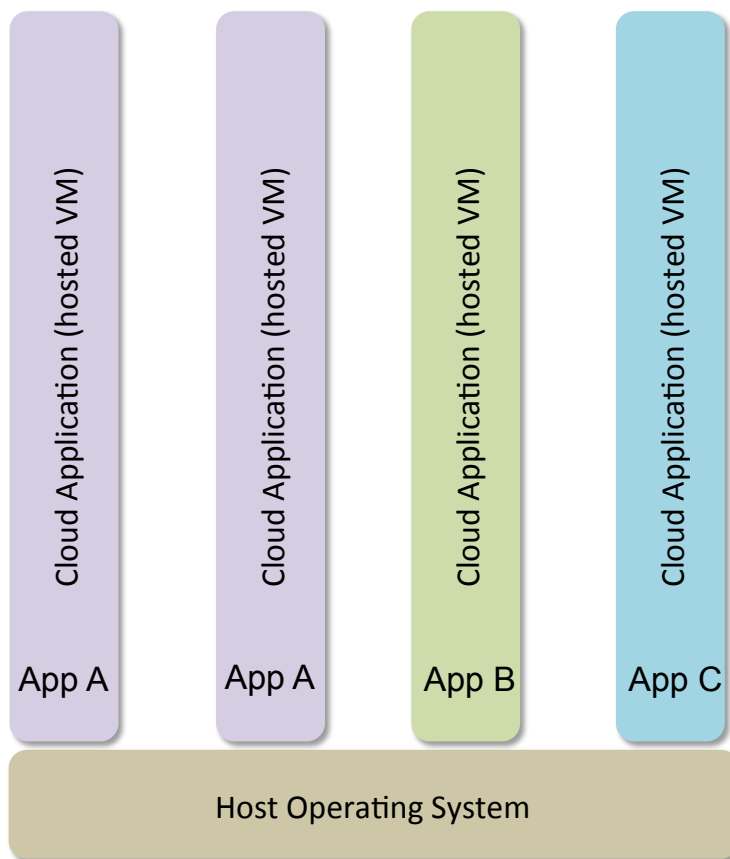 Cloud Application (hosted VM)
App A
Cloud Application (hosted VM)
App A
Cloud Application (hosted VM)
App B
Cloud Application (hosted VM)
App C
Host Operating System